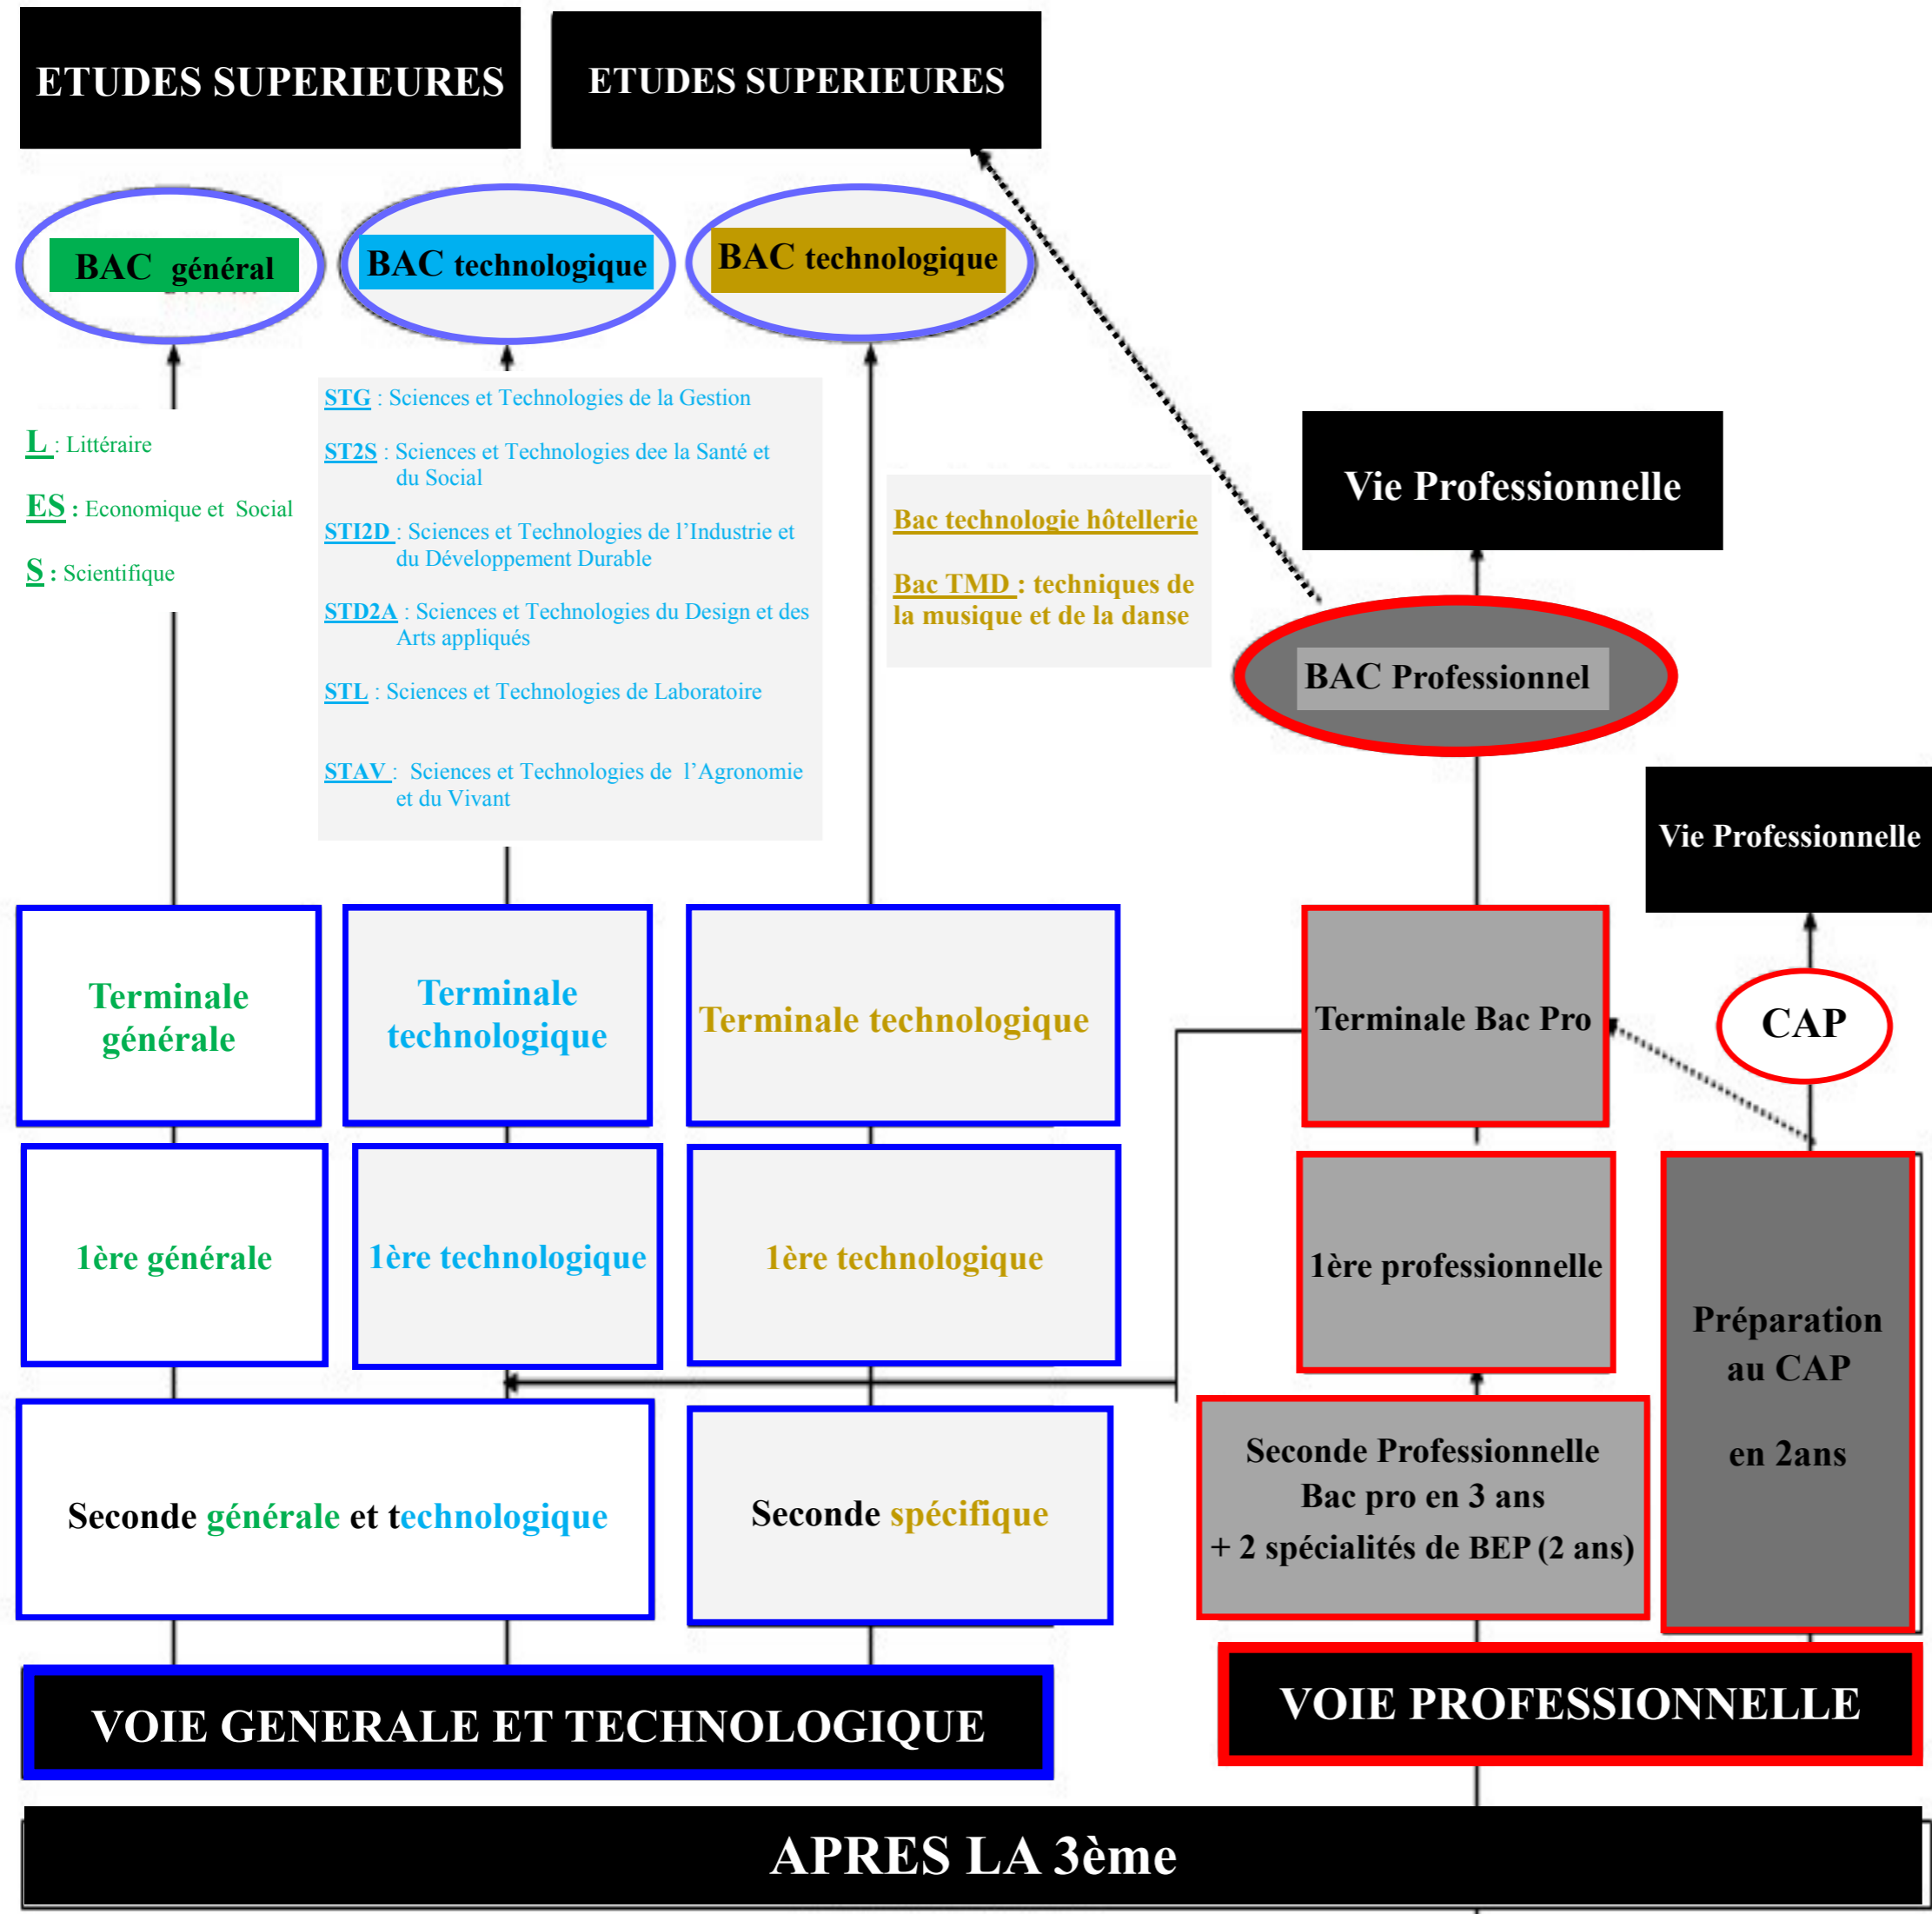 ETUDES SUPERIEURES
ETUDES SUPERIEURES
BAC général
BAC technologique
BAC technologique
L : Littéraire
ES : Economique et Social
S : Scientifique
STG : Sciences et Technologies de la Gestion
ST2S : Sciences et Technologies dee la Santé et
du Social
STI2D : Sciences et Technologies de l’Industrie et
du Développement Durable
STD2A : Sciences et Technologies du Design et des
Arts appliqués
STL : Sciences et Technologies de Laboratoire
STAV : Sciences et Technologies de l’Agronomie
et du Vivant
Bac technologie hôtellerie
Bac TMD : techniques de
la musique et de la danse
Vie Professionnelle
BAC Professionnel
Vie Professionnelle
CAP
Terminale
générale
Terminale
technologique
Terminale technologique
Terminale Bac Pro
1ère générale
1ère technologique
1ère technologique
1ère professionnelle
Préparation
au CAP
en 2ans
Seconde générale et technologique
Seconde spécifique
Seconde Professionnelle
Bac pro en 3 ans
+ 2 spécialités de BEP (2 ans)
VOIE GENERALE ET TECHNOLOGIQUE
VOIE PROFESSIONNELLE
APRES LA 3ème